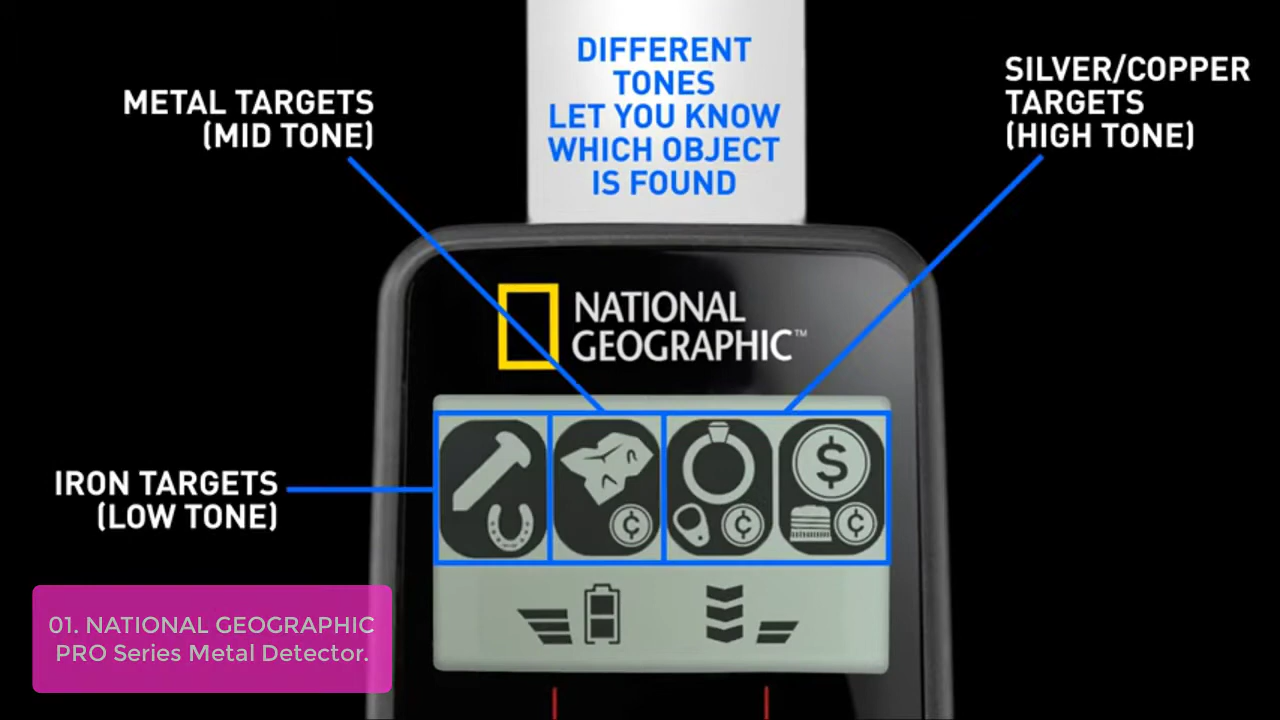 DIFFERENT
TONES
LET YOU KNOW
WHICH OBJECT
IS FOUND
METAL TARGETS
(MID TONE)
SILVER/COPPER
TARGETS
(HIGH TONE)
NATIONAL
GEOGRAPHIC™
$
¢
¢
¢
IRON TARGETS
(LOW TONE)
01. NATIONAL GEOGRAPHIC
PRO Series Metal Detector.